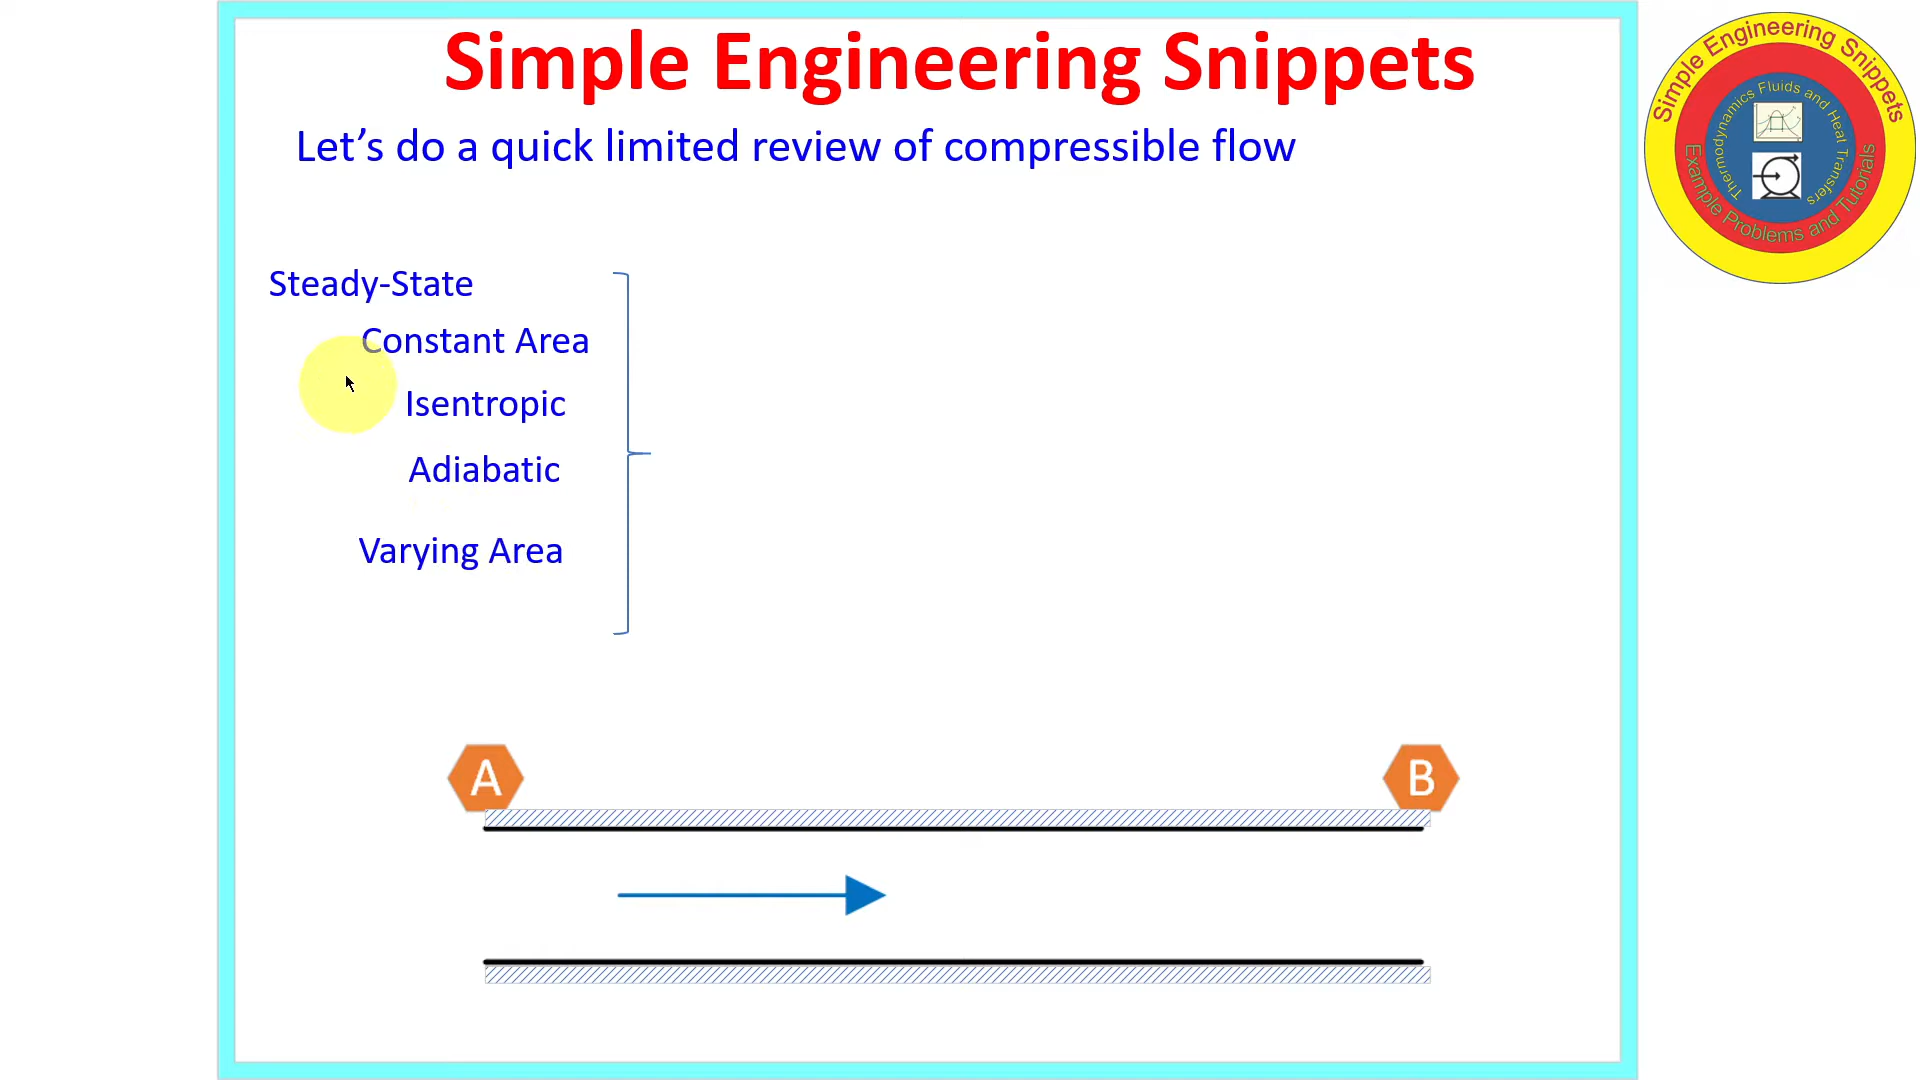 Simple Engineering Snippets
Let's do a quick limited review of compressible flow
Steady-State
Constant Area
Isentropic
Adiabatic
Varying Area
A
B
Simple Engineering Snippets
Thermodynamics Fluids and Heat Transfers
Example Problems and Tutorials